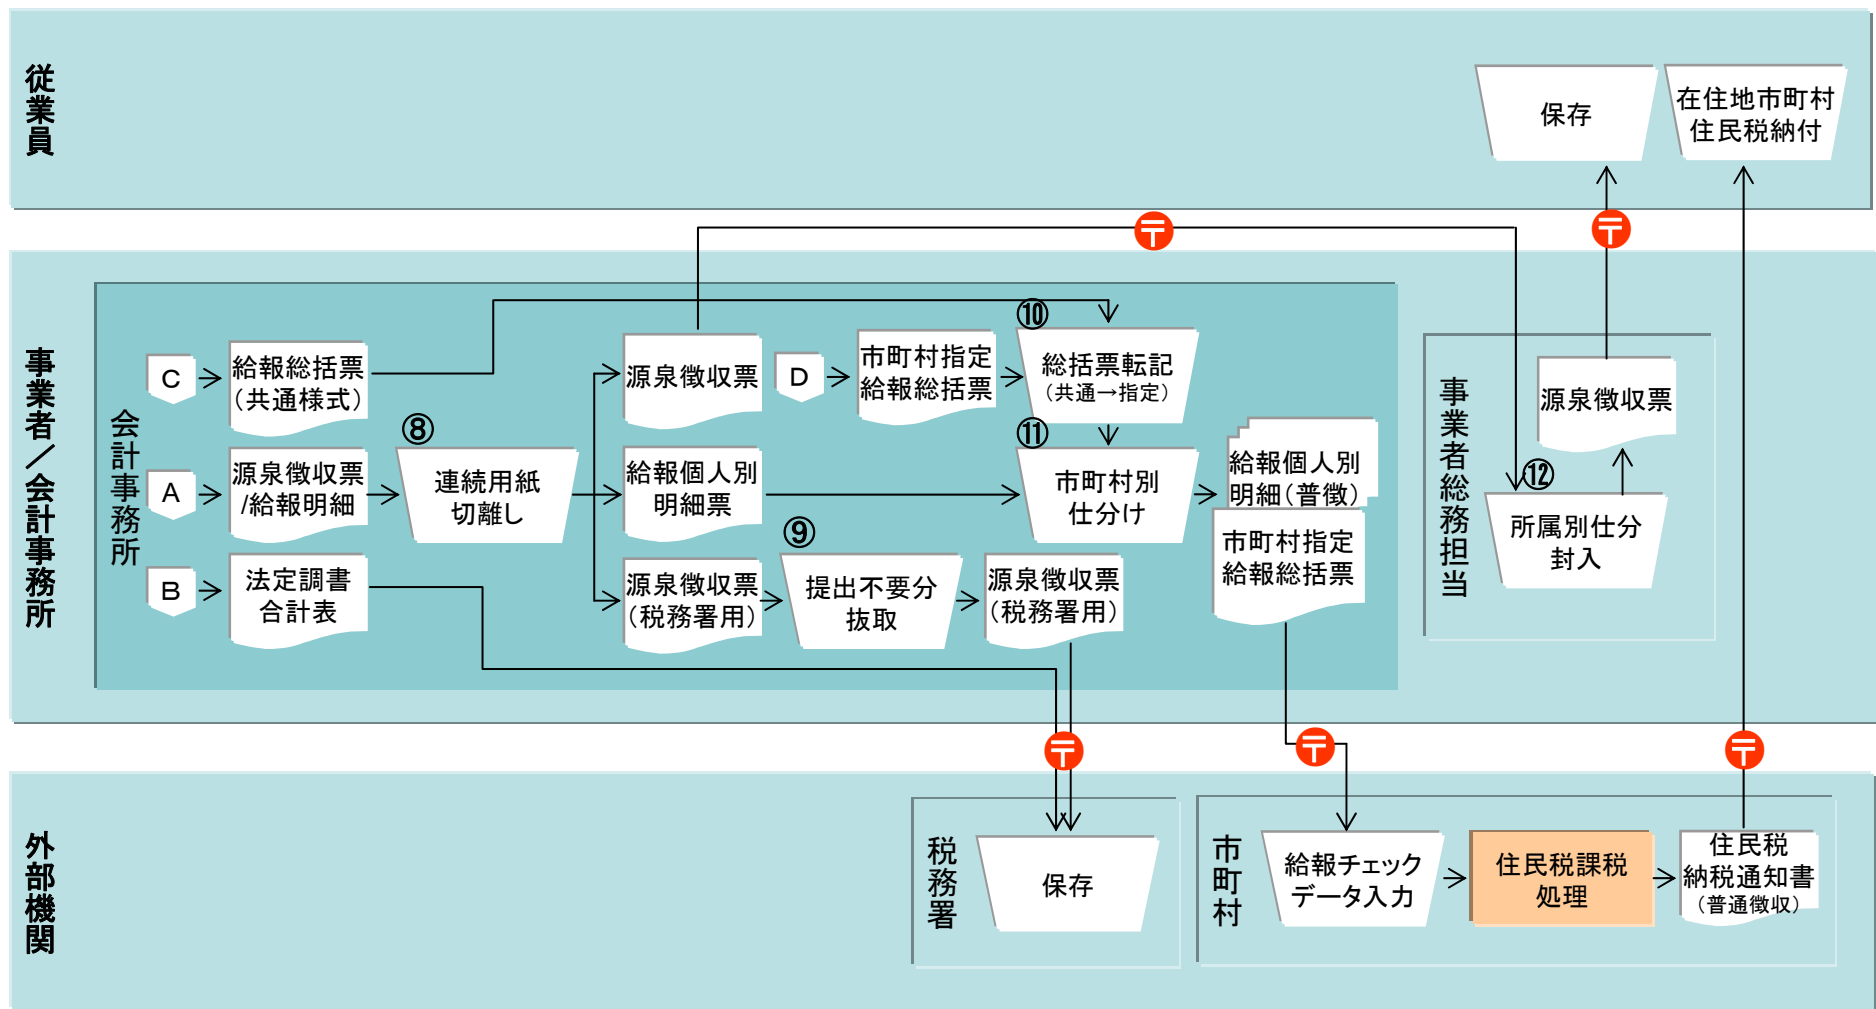 従業員
保存
在住地市町村
住民税納付
〒
〒
事業者／会計事務所
会計事務所
C
給報総括票
（共通様式）
源泉徴収票
D
市町村指定
給報総括票
⑩
総括票転記
（共通→指定）
A
源泉徴収票
/給報明細
⑧
連続用紙
切離し
給報個人別
明細票
⑪
市町村別
仕分け
給報個人別
明細（普徴）
市町村指定
給報総括票
B
法定調書
合計表
源泉徴収票
（税務署用）
⑨
提出不要分
抜取
源泉徴収票
（税務署用）
事業者総務担当
源泉徴収票
⑫
所属別仕分
封入
〒
〒
〒
外部機関
税務署
保存
市町村
給報チェック
データ入力
住民税課税
処理
住民税
納税通知書
（普通徴収）